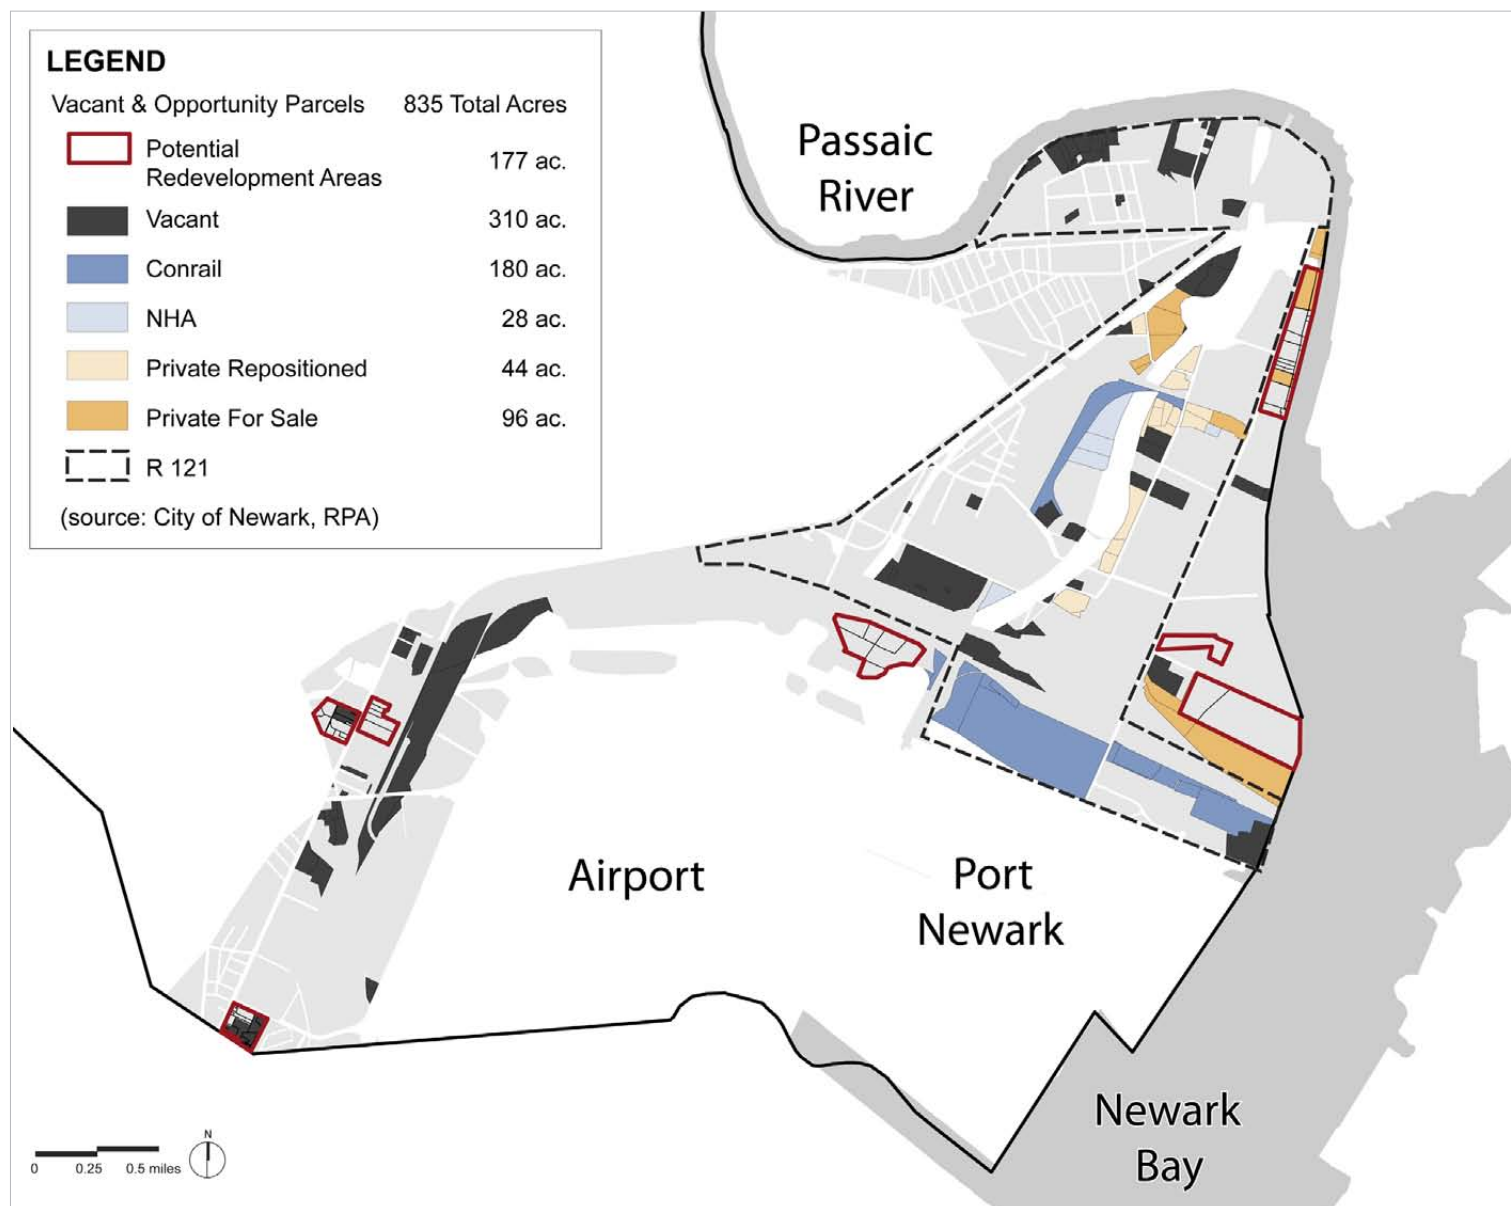 LEGEND
Vacant & Opportunity Parcels 835 Total Acres
Potential
Redevelopment Areas 177 ac.
Vacant 310 ac.
Conrail 180 ac.
NHA 28 ac.
Private Repositioned 44 ac.
Private For Sale 96 ac.
R 121
(source: City of Newark, RPA)
Passaic
River
Airport
Port
Newark
Newark
Bay
N
0 0.25 0.5 miles